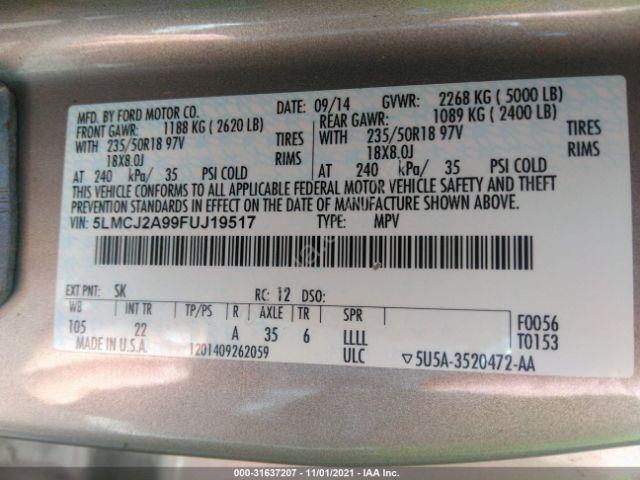 MFD. BY FORD MOTOR CO.
DATE: 09/14 GVWR: 2268 KG ( 5000 LB)
FRONT GAWR: 1188 KG ( 2620 LB)
REAR GAWR: 1089 KG ( 2400 LB)
WITH 235/50R18 97V TIRES
WITH 235/50R18 97V TIRES
18X8.0J RIMS
18X8.0J RIMS
AT 240 kPa/ 35 PSI COLD
AT 240 kPa/ 35 PSI COLD
THIS VEHICLE CONFORMS TO ALL APPLICABLE FEDERAL MOTOR VEHICLE SAFETY AND THEFT
PREVENTION STANDARDS IN EFFECT ON THE DATE OF MANUFACTURE SHOWN ABOVE.
VIN: 5LMCJ2A99FUJ19517 TYPE: MPV
EXT PNT: SK RC: 12 DSO:
WB INT TR TP/PS R AXLE TR SPR
105 22 A 35 6 LLLL F0056
MADE IN U.S.A. 1201409262059 ULC T0153
▽5U5A-3520472-AA
000-31637207 - 11/01/2021 - IAA Inc.